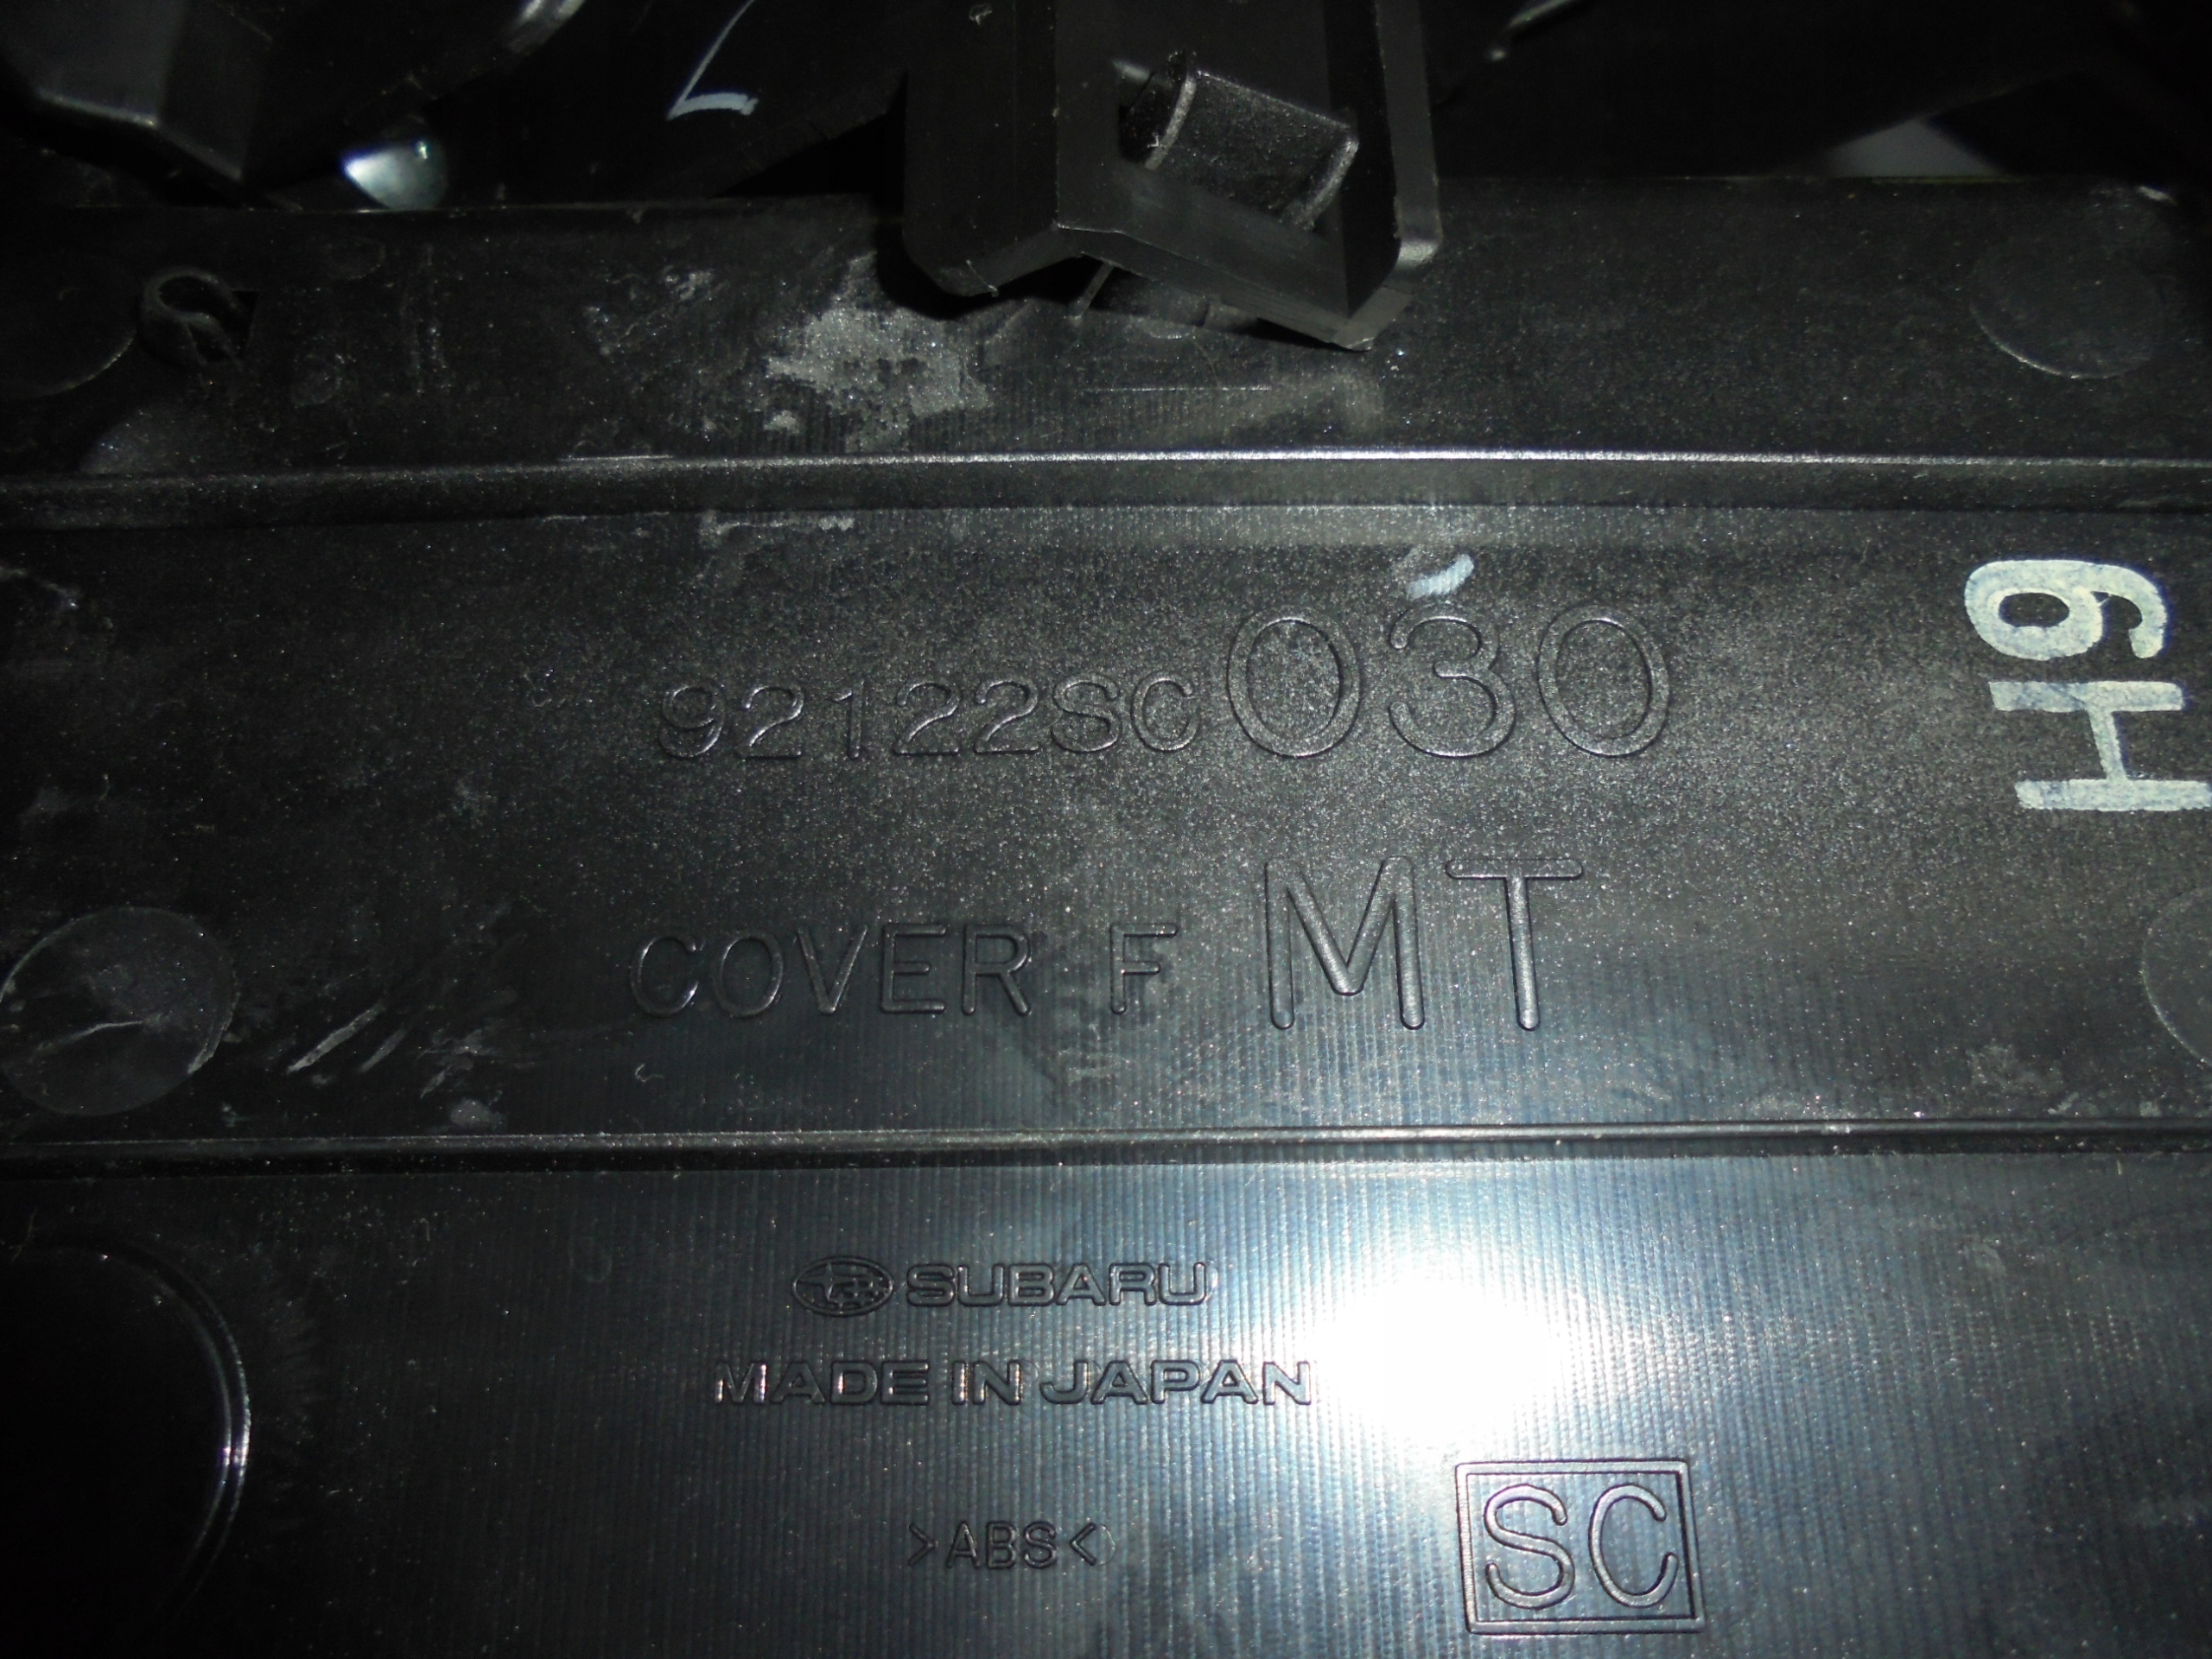 92122SC030
COVER F MT
H9
SUBARU
MADE IN JAPAN
>ABS<
SC